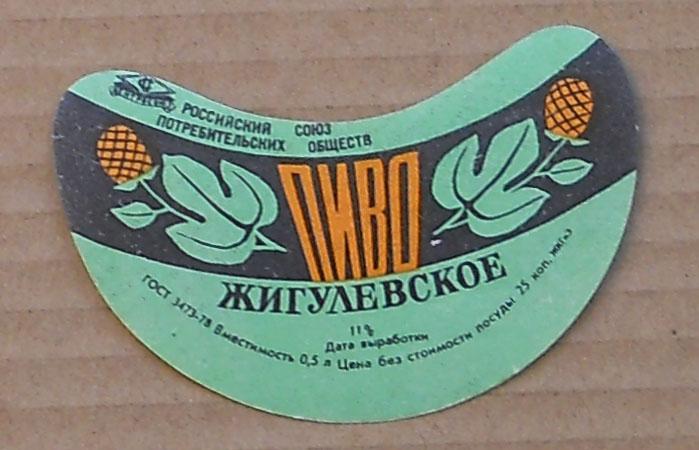 РОССИЙСКИЙ СОЮЗ
ПОТРЕБИТЕЛЬСКИХ ОБЩЕСТВ
ПИВО
ЖИГУЛЕВСКОЕ
11%
Дата выработки
ГОСТ 3473-78 Вместимость 0,5 л Цена без стоимости посуды 25 коп.